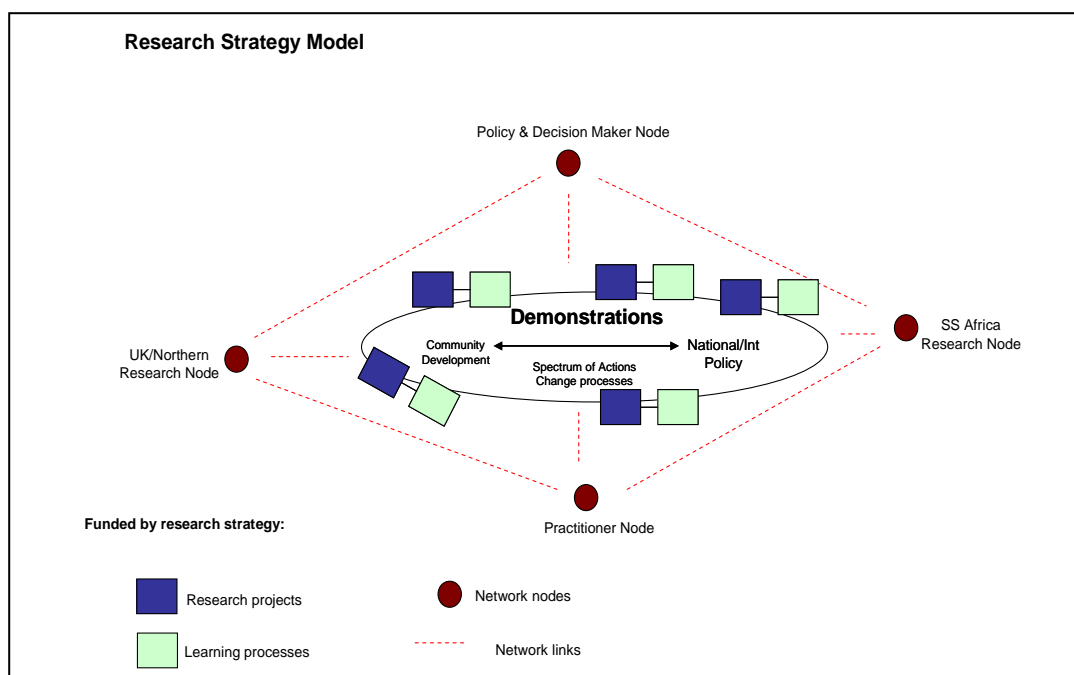 Research Strategy Model
Policy & Decision Maker Node
Demonstrations
Community
Development
National/Int
Policy
Spectrum of Actions
Change processes
UK/Northern
Research Node
SS Africa
Research Node
Practitioner Node
Funded by research strategy:
Research projects
Network nodes
Learning processes
Network links